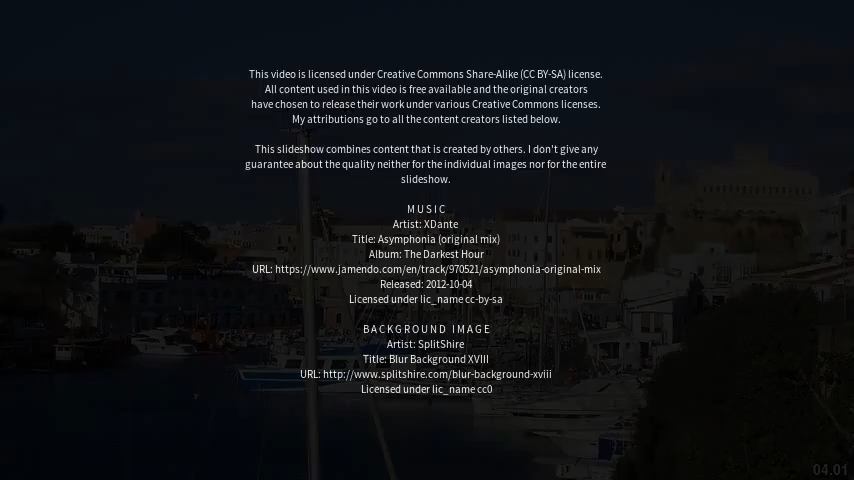 This video is licensed under Creative Commons Share-Alike (CC BY-SA) license.
All content used in this video is free available and the original creators
have chosen to release their work under various Creative Commons licenses.
My attributions go to all the content creators listed below.
This slideshow combines content that is created by others. I don't give any
guarantee about the quality neither for the individual images nor for the entire
slideshow.
MUSIC
Artist: XDante
Title: Asymphonia (original mix)
Album: The Darkest Hour
URL: https://www.jamendo.com/en/track/970521/asymphonia-original-mix
Released: 2012-10-04
Licensed under lic_name cc-by-sa
BACKGROUND IMAGE
Artist: SplitShire
Title: Blur Background XVIII
URL: http://www.splitshire.com/blur-background-xviii
Licensed under lic_name cc0
04.01